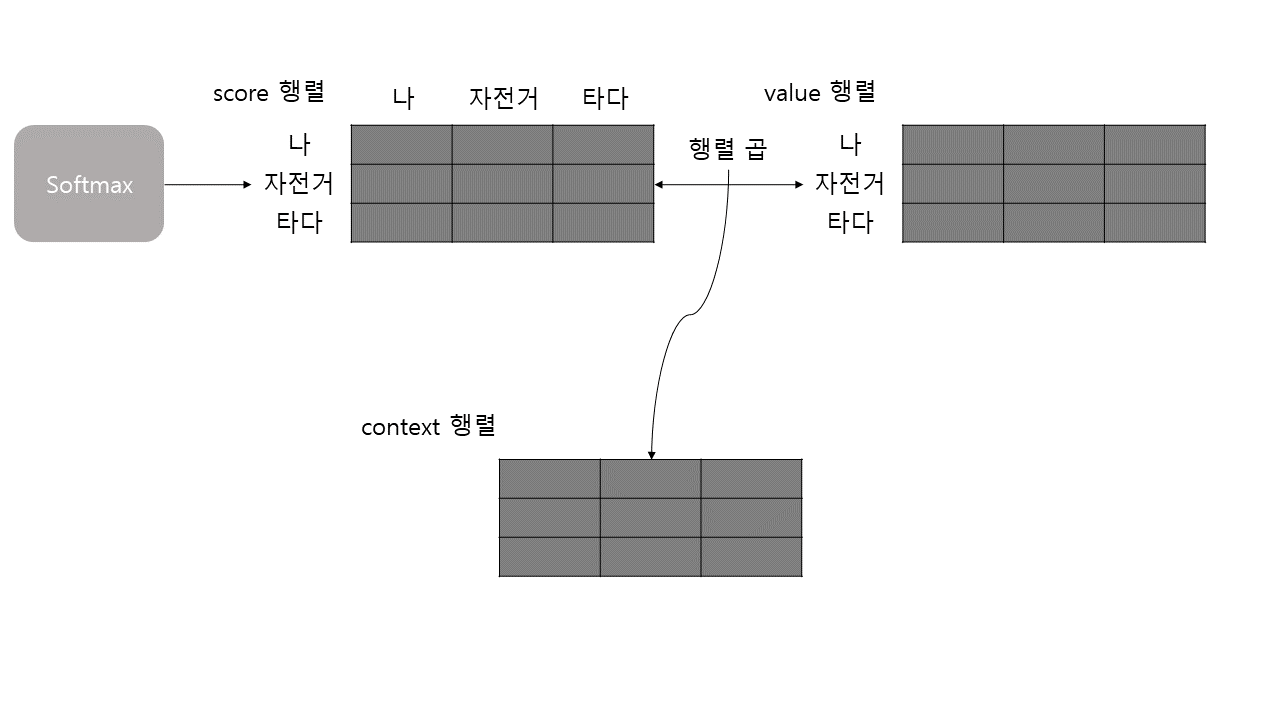 score 행렬
나 자전거 타다
value 행렬
Softmax
나
자전거
타다
행렬 곱
나
자전거
타다
context 행렬